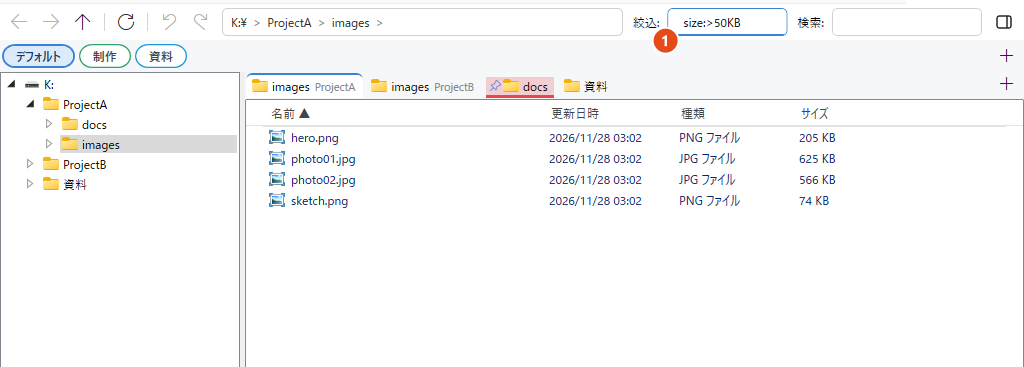 K:¥ > ProjectA > images > 絞込: size:>50KB 検索:
1
デフォルト 制作 資料
K:
ProjectA
docs
images
ProjectB
資料
images ProjectA images ProjectB docs 資料
名前 ▲ 更新日時 種類 サイズ
hero.png 2026/11/28 03:02 PNG ファイル 205 KB
photo01.jpg 2026/11/28 03:02 JPG ファイル 625 KB
photo02.jpg 2026/11/28 03:02 JPG ファイル 566 KB
sketch.png 2026/11/28 03:02 PNG ファイル 74 KB